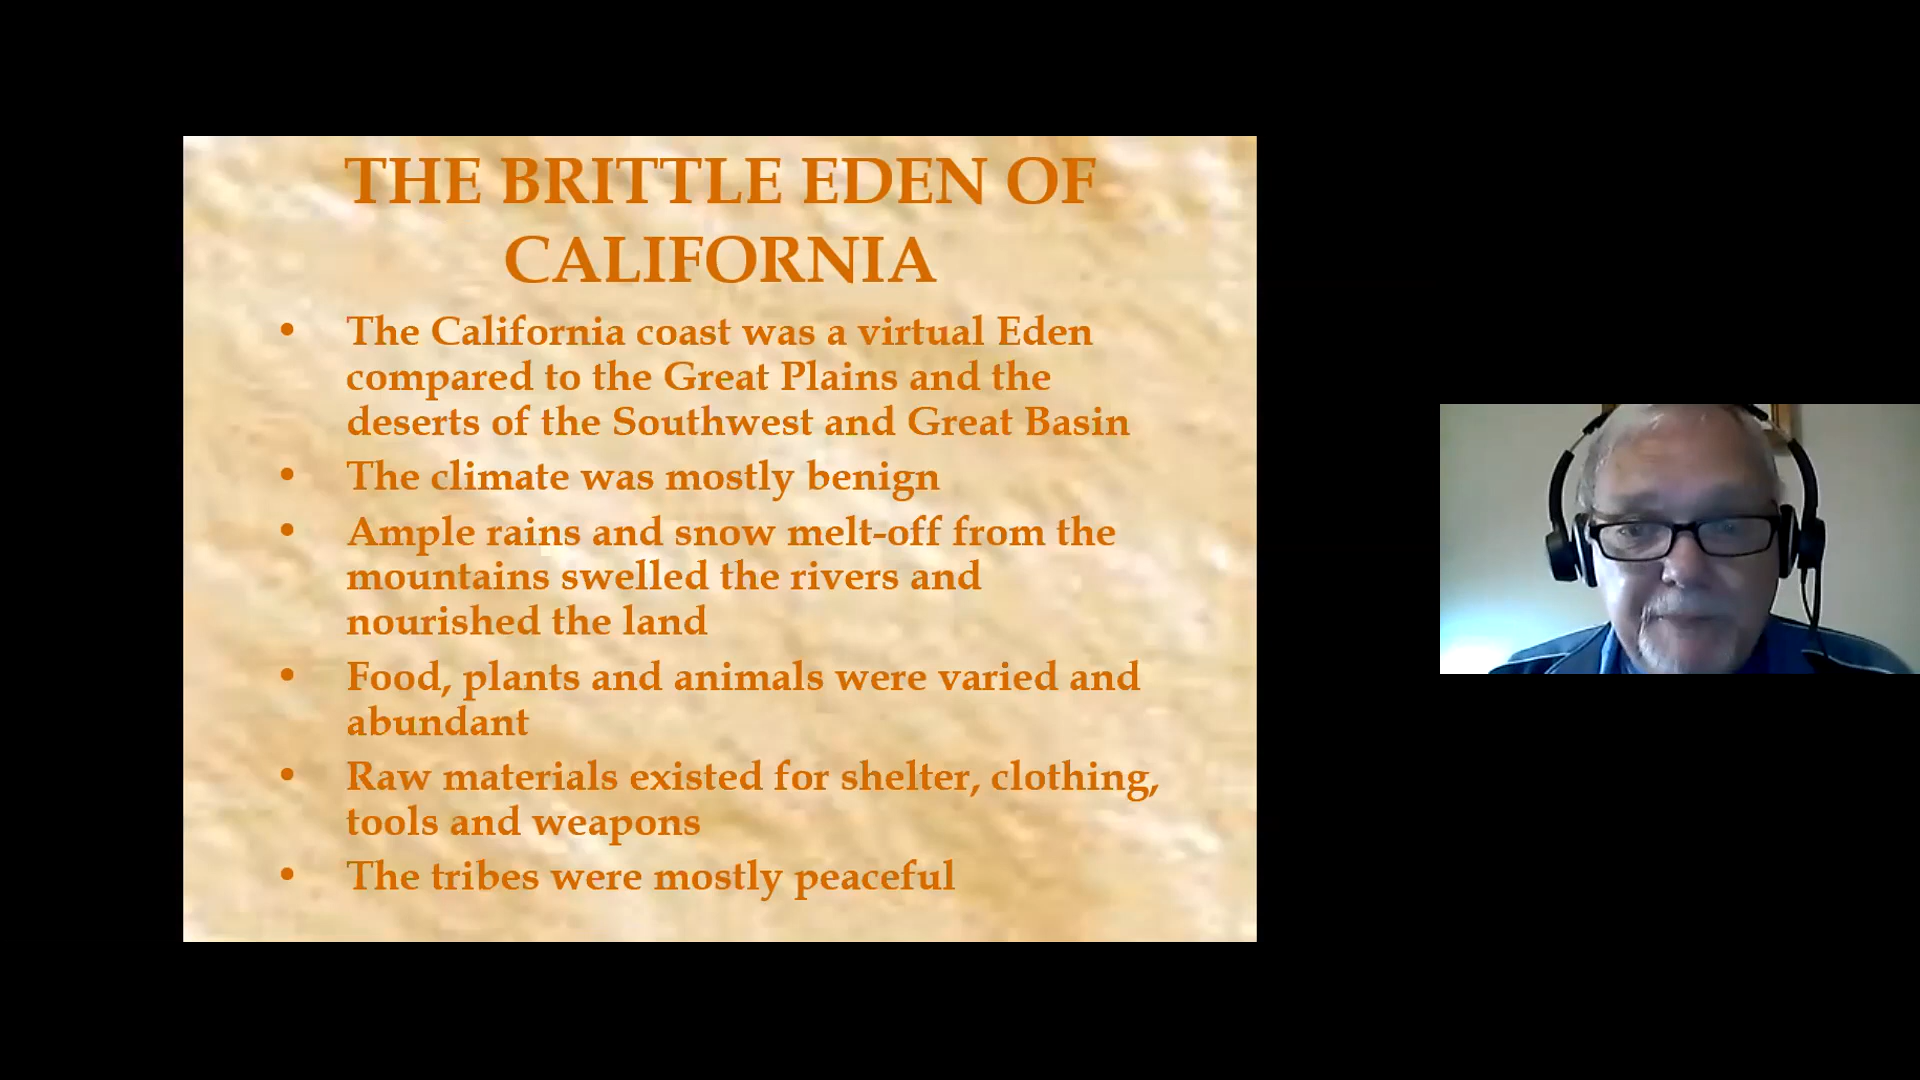 THE BRITTLE EDEN OF
CALIFORNIA
• The California coast was a virtual Eden
compared to the Great Plains and the
deserts of the Southwest and Great Basin
• The climate was mostly benign
• Ample rains and snow melt-off from the
mountains swelled the rivers and
nourished the land
• Food, plants and animals were varied and
abundant
• Raw materials existed for shelter, clothing,
tools and weapons
• The tribes were mostly peaceful